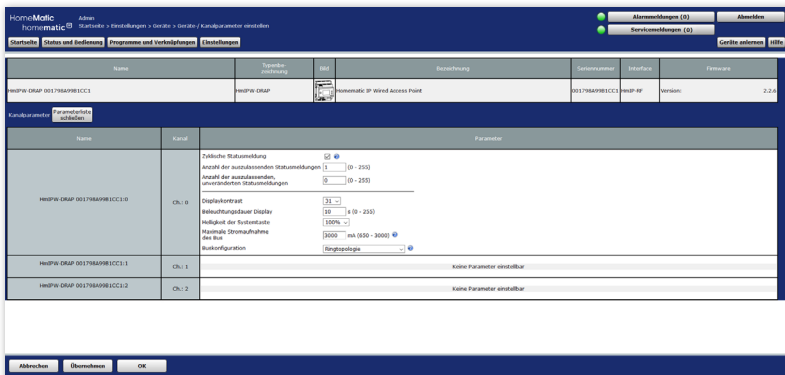 HomeMatic Admin
homematic IP Startseite > Einstellungen > Geräte > Geräte / Kanalparameter einstellen
Alarmmeldungen (0) Abmelden
Servicemeldungen (0)
Startseite Status und Bedienung Programme und Verknüpfungen Einstellungen Geräte anlernen Hilfe
Name Typenbe-zeichnung Bild Bezeichnung Seriennummer Interface Firmware
HmIPW-DRAP 001798A99B1CC1 HmIPW-DRAP Homematic IP Wired Access Point 001798A99B1CC1 HmIP-RF Version: 2.2.6
Kanalparameter Parameterliste schließen
Name Kanal Parameter
HmIPW-DRAP 001798A99B1CC1:0 Ch.: 0
Zyklische Statusmeldung
Anzahl der auszulassenden Statusmeldungen 1 (0 - 255)
Anzahl der auszulassenden,
unveränderten Statusmeldungen 0 (0 - 255)
Displaykontrast 31
Beleuchtungsdauer Display 10 s (0 - 255)
Helligkeit der Systemtaste 100%
Maximale Stromaufnahme
des Bus 3000 mA (650 - 3000)
Buskonfiguration Ringtopologie
HmIPW-DRAP 001798A99B1CC1:1 Ch.: 1 Keine Parameter einstellbar
HmIPW-DRAP 001798A99B1CC1:2 Ch.: 2 Keine Parameter einstellbar
Abbrechen Übernehmen OK